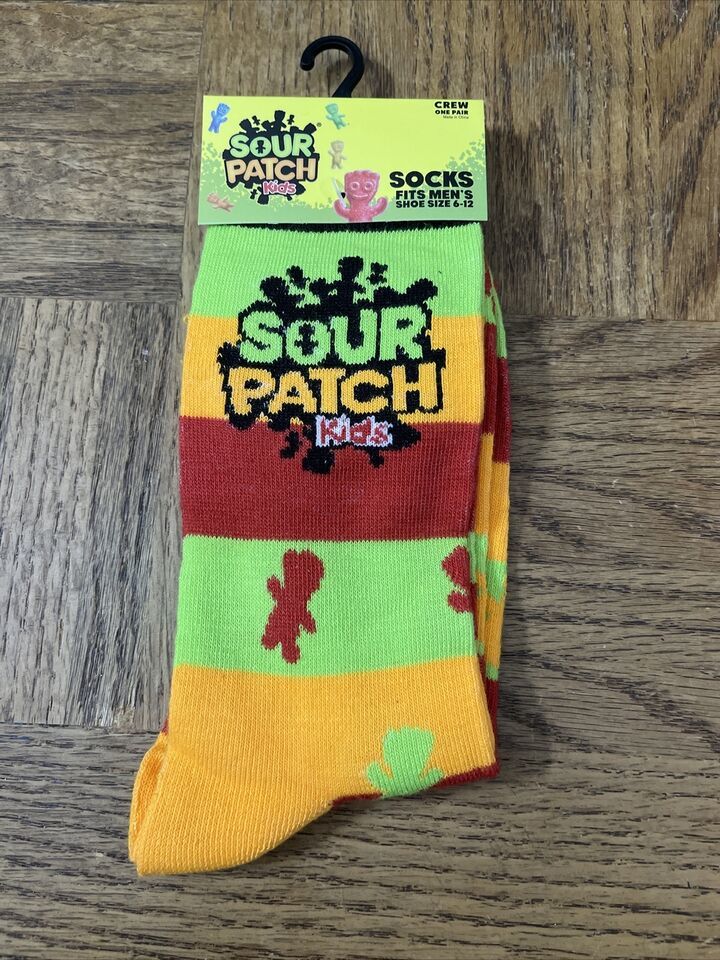 CREW
ONE PAIR
Made in China
SOUR
PATCH
Kids
®
SOCKS
FITS MEN'S
SHOE SIZE 6-12
SOUR
PATCH
Kids